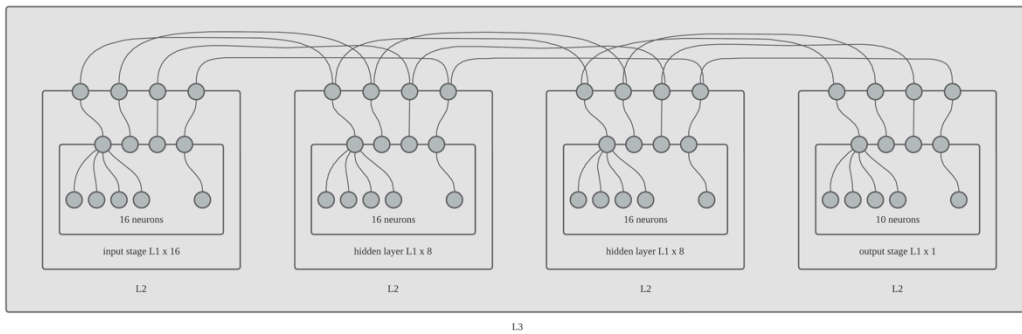 16 neurons
16 neurons
16 neurons
10 neurons
input stage L1 x 16
hidden layer L1 x 8
hidden layer L1 x 8
output stage L1 x 1
L2
L2
L2
L2
L3